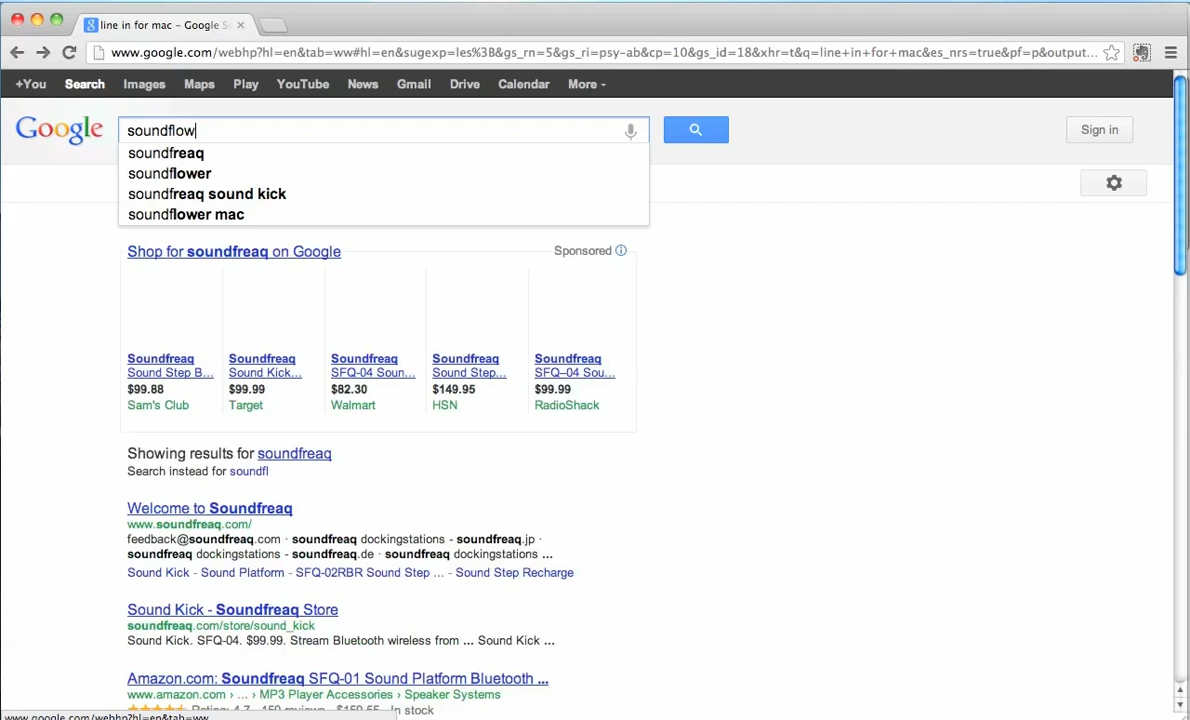 line in for mac - Google S
www.google.com/webhp?hl=en&tab=ww#hl=en&sugexp=les%3B&gs_rn=5&gs_ri=psy-ab&cp=10&gs_id=18&xhr=t&q=line+in+for+mac&es_nrs=true&pf=p&output...
+You Search Images Maps Play YouTube News Gmail Drive Calendar More
Google soundflow Sign in
soundfreaq
soundflower
soundfreaq sound kick
soundflower mac
Shop for soundfreaq on Google Sponsored
Soundfreaq Soundfreaq Soundfreaq Soundfreaq Soundfreaq
Sound Step B... Sound Kick... SFQ-04 Soun... Sound Step... SFQ–04 Sou...
$99.88 $99.99 $82.30 $149.95 $99.99
Sam's Club Target Walmart HSN RadioShack
Showing results for soundfreaq
Search instead for soundfl
Welcome to Soundfreaq
www.soundfreaq.com/
feedback@soundfreaq.com · soundfreaq dockingstations - soundfreaq.jp ·
soundfreaq dockingstations - soundfreaq.de · soundfreaq dockingstations ...
Sound Kick - Sound Platform - SFQ-02RBR Sound Step ... - Sound Step Recharge
Sound Kick - Soundfreaq Store
soundfreaq.com/store/sound_kick
Sound Kick. SFQ-04. $99.99. Stream Bluetooth wireless from ... Sound Kick ...
Amazon.com: Soundfreaq SFQ-01 Sound Platform Bluetooth ...
www.amazon.com › ... › MP3 Player Accessories › Speaker Systems
Rating: 4.7 - 159 reviews - $159.55 - In stock
www.google.com/webhp?hl=en&tab=ww